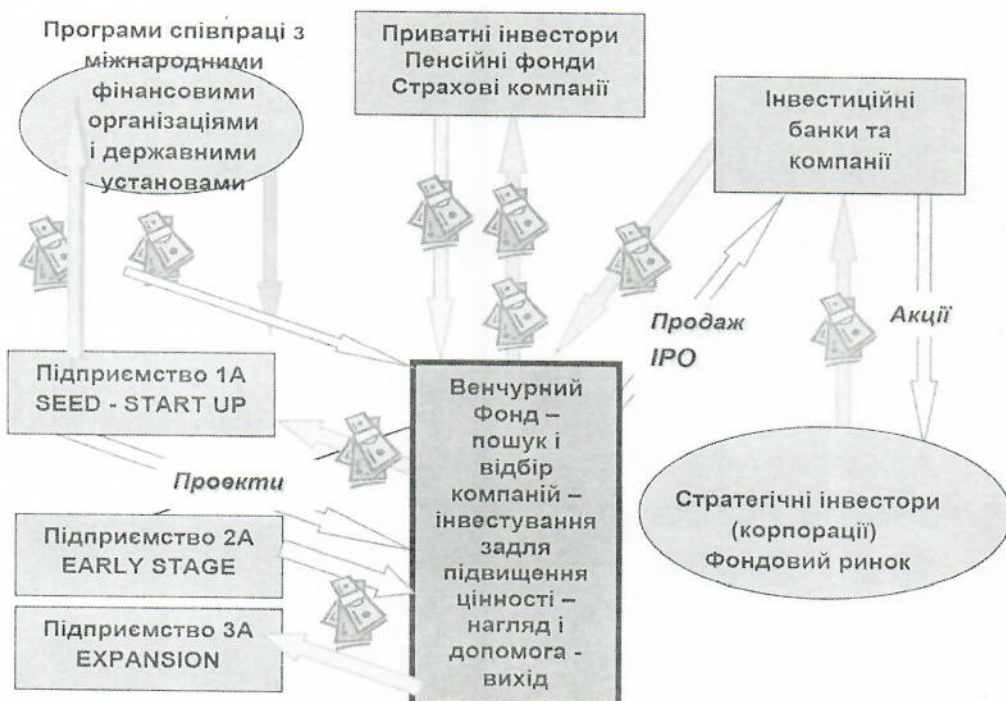 Програми співпраці з
міжнародними
фінансовими
організаціями
і державними
установами
Приватні інвестори
Пенсійні фонди
Страхові компанії
Інвестиційні
банки та
компанії
Продаж
IPO
Акції
Підприємство 1А
SEED - START UP
Проекти
Підприємство 2А
EARLY STAGE
Підприємство 3А
EXPANSION
Венчурний
Фонд –
пошук і
відбір
компаній –
інвестування
задля
підвищення
цінності –
нагляд і
допомога -
вихід
Стратегічні інвестори
(корпорації)
Фондовий ринок